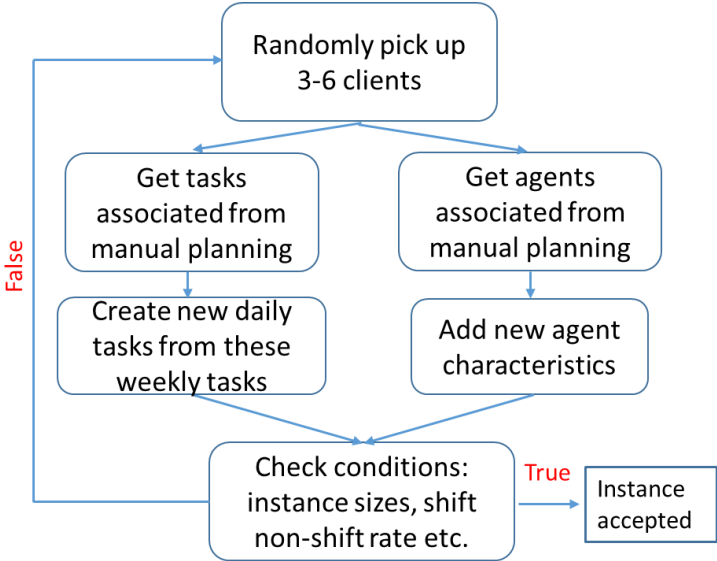 Randomly pick up
3-6 clients
Get tasks
associated from
manual planning
Get agents
associated from
manual planning
False
Create new daily
tasks from these
weekly tasks
Add new agent
characteristics
Check conditions:
instance sizes, shift
non-shift rate etc.
True
Instance
accepted